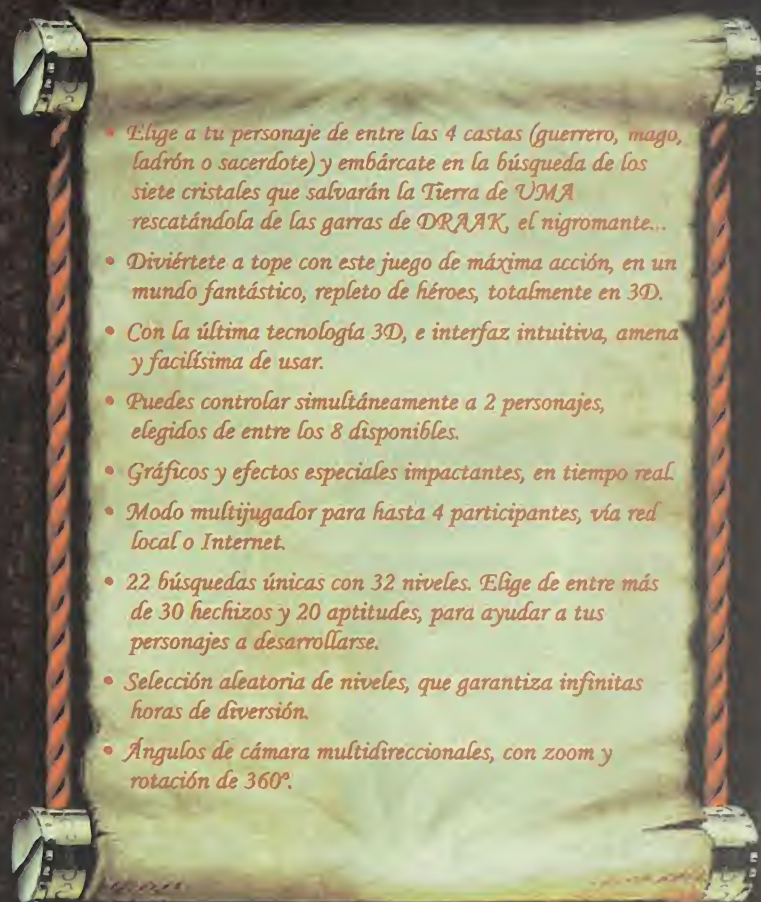 • Elige a tu personaje de entre las 4 castas (guerrero, mago,
ladrón o sacerdote) y embárcate en la búsqueda de los
siete cristales que salvarán la Tierra de UMA
rescatándola de las garras de DRAAK, el nigromante...
• Diviértete a tope con este juego de máxima acción, en un
mundo fantástico, repleto de héroes, totalmente en 3D.
• Con la última tecnología 3D, e interfaz intuitiva, amena
y facilísima de usar.
• Puedes controlar simultáneamente a 2 personajes,
elegidos de entre los 8 disponibles.
• Gráficos y efectos especiales impactantes, en tiempo real.
• Modo multijugador para hasta 4 participantes, vía red
local o Internet.
• 22 búsquedas únicas con 32 niveles. Elige de entre más
de 30 hechizos y 20 aptitudes, para ayudar a tus
personajes a desarrollarse.
• Selección aleatoria de niveles, que garantiza infinitas
horas de diversión.
• Ángulos de cámara multidireccionales, con zoom y
rotación de 360º.